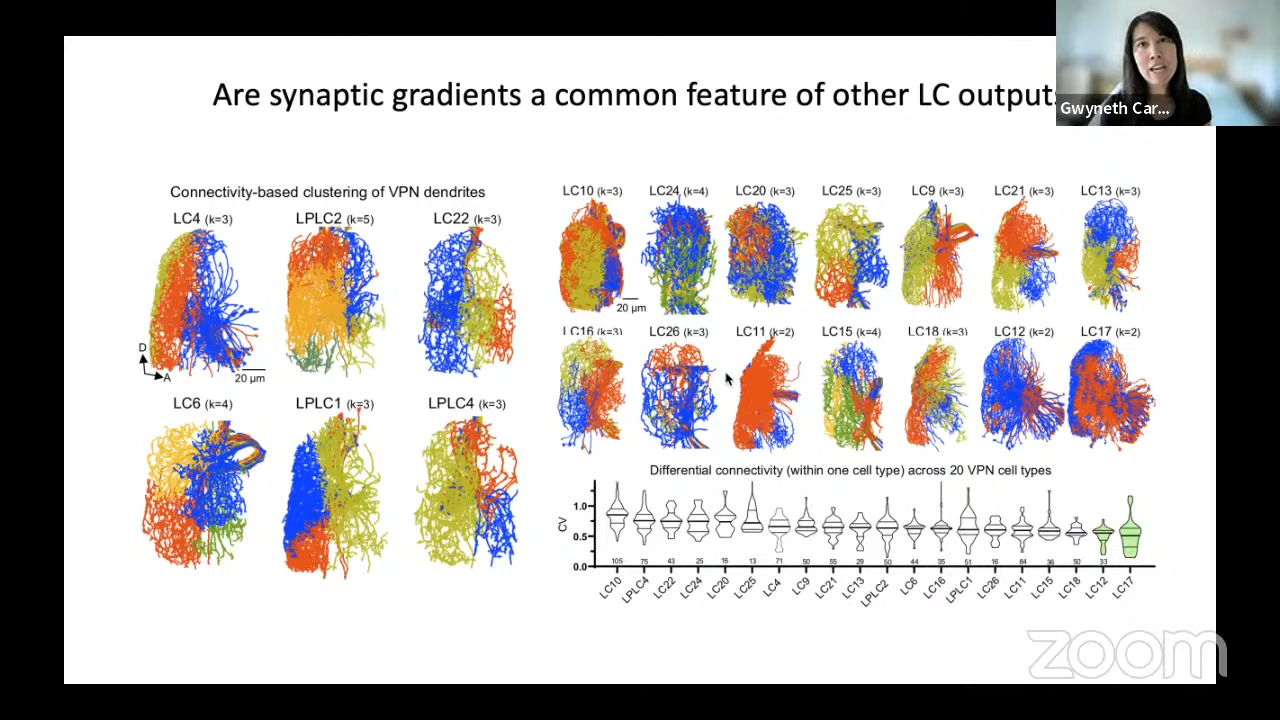 Are synaptic gradients a common feature of other LC outputs
Gwyneth Car...
Connectivity-based clustering of VPN dendrites
LC4 (k=3) LPLC2 (k=5) LC22 (k=3)
D
A
20 µm
LC6 (k=4) LPLC1 (k=3) LPLC4 (k=3)
LC10 (k=3) LC24 (k=4) LC20 (k=3) LC25 (k=3) LC9 (k=3) LC21 (k=3) LC13 (k=3)
20 µm
LC16 (k=3) LC26 (k=3) LC11 (k=2) LC15 (k=4) LC18 (k=3) LC12 (k=2) LC17 (k=2)
Differential connectivity (within one cell type) across 20 VPN cell types
CV
1.0
0.5
0.0
105 75 43 25 16 13 71 50 55 29 50 44 35 51 26 84 36 50 33
LC10 LPLC4 LC22 LC24 LC20 LC25 LC4 LC9 LC21 LC13 LPLC2 LC6 LC16 LPLC1 LC26 LC11 LC15 LC18 LC12 LC17
zoom